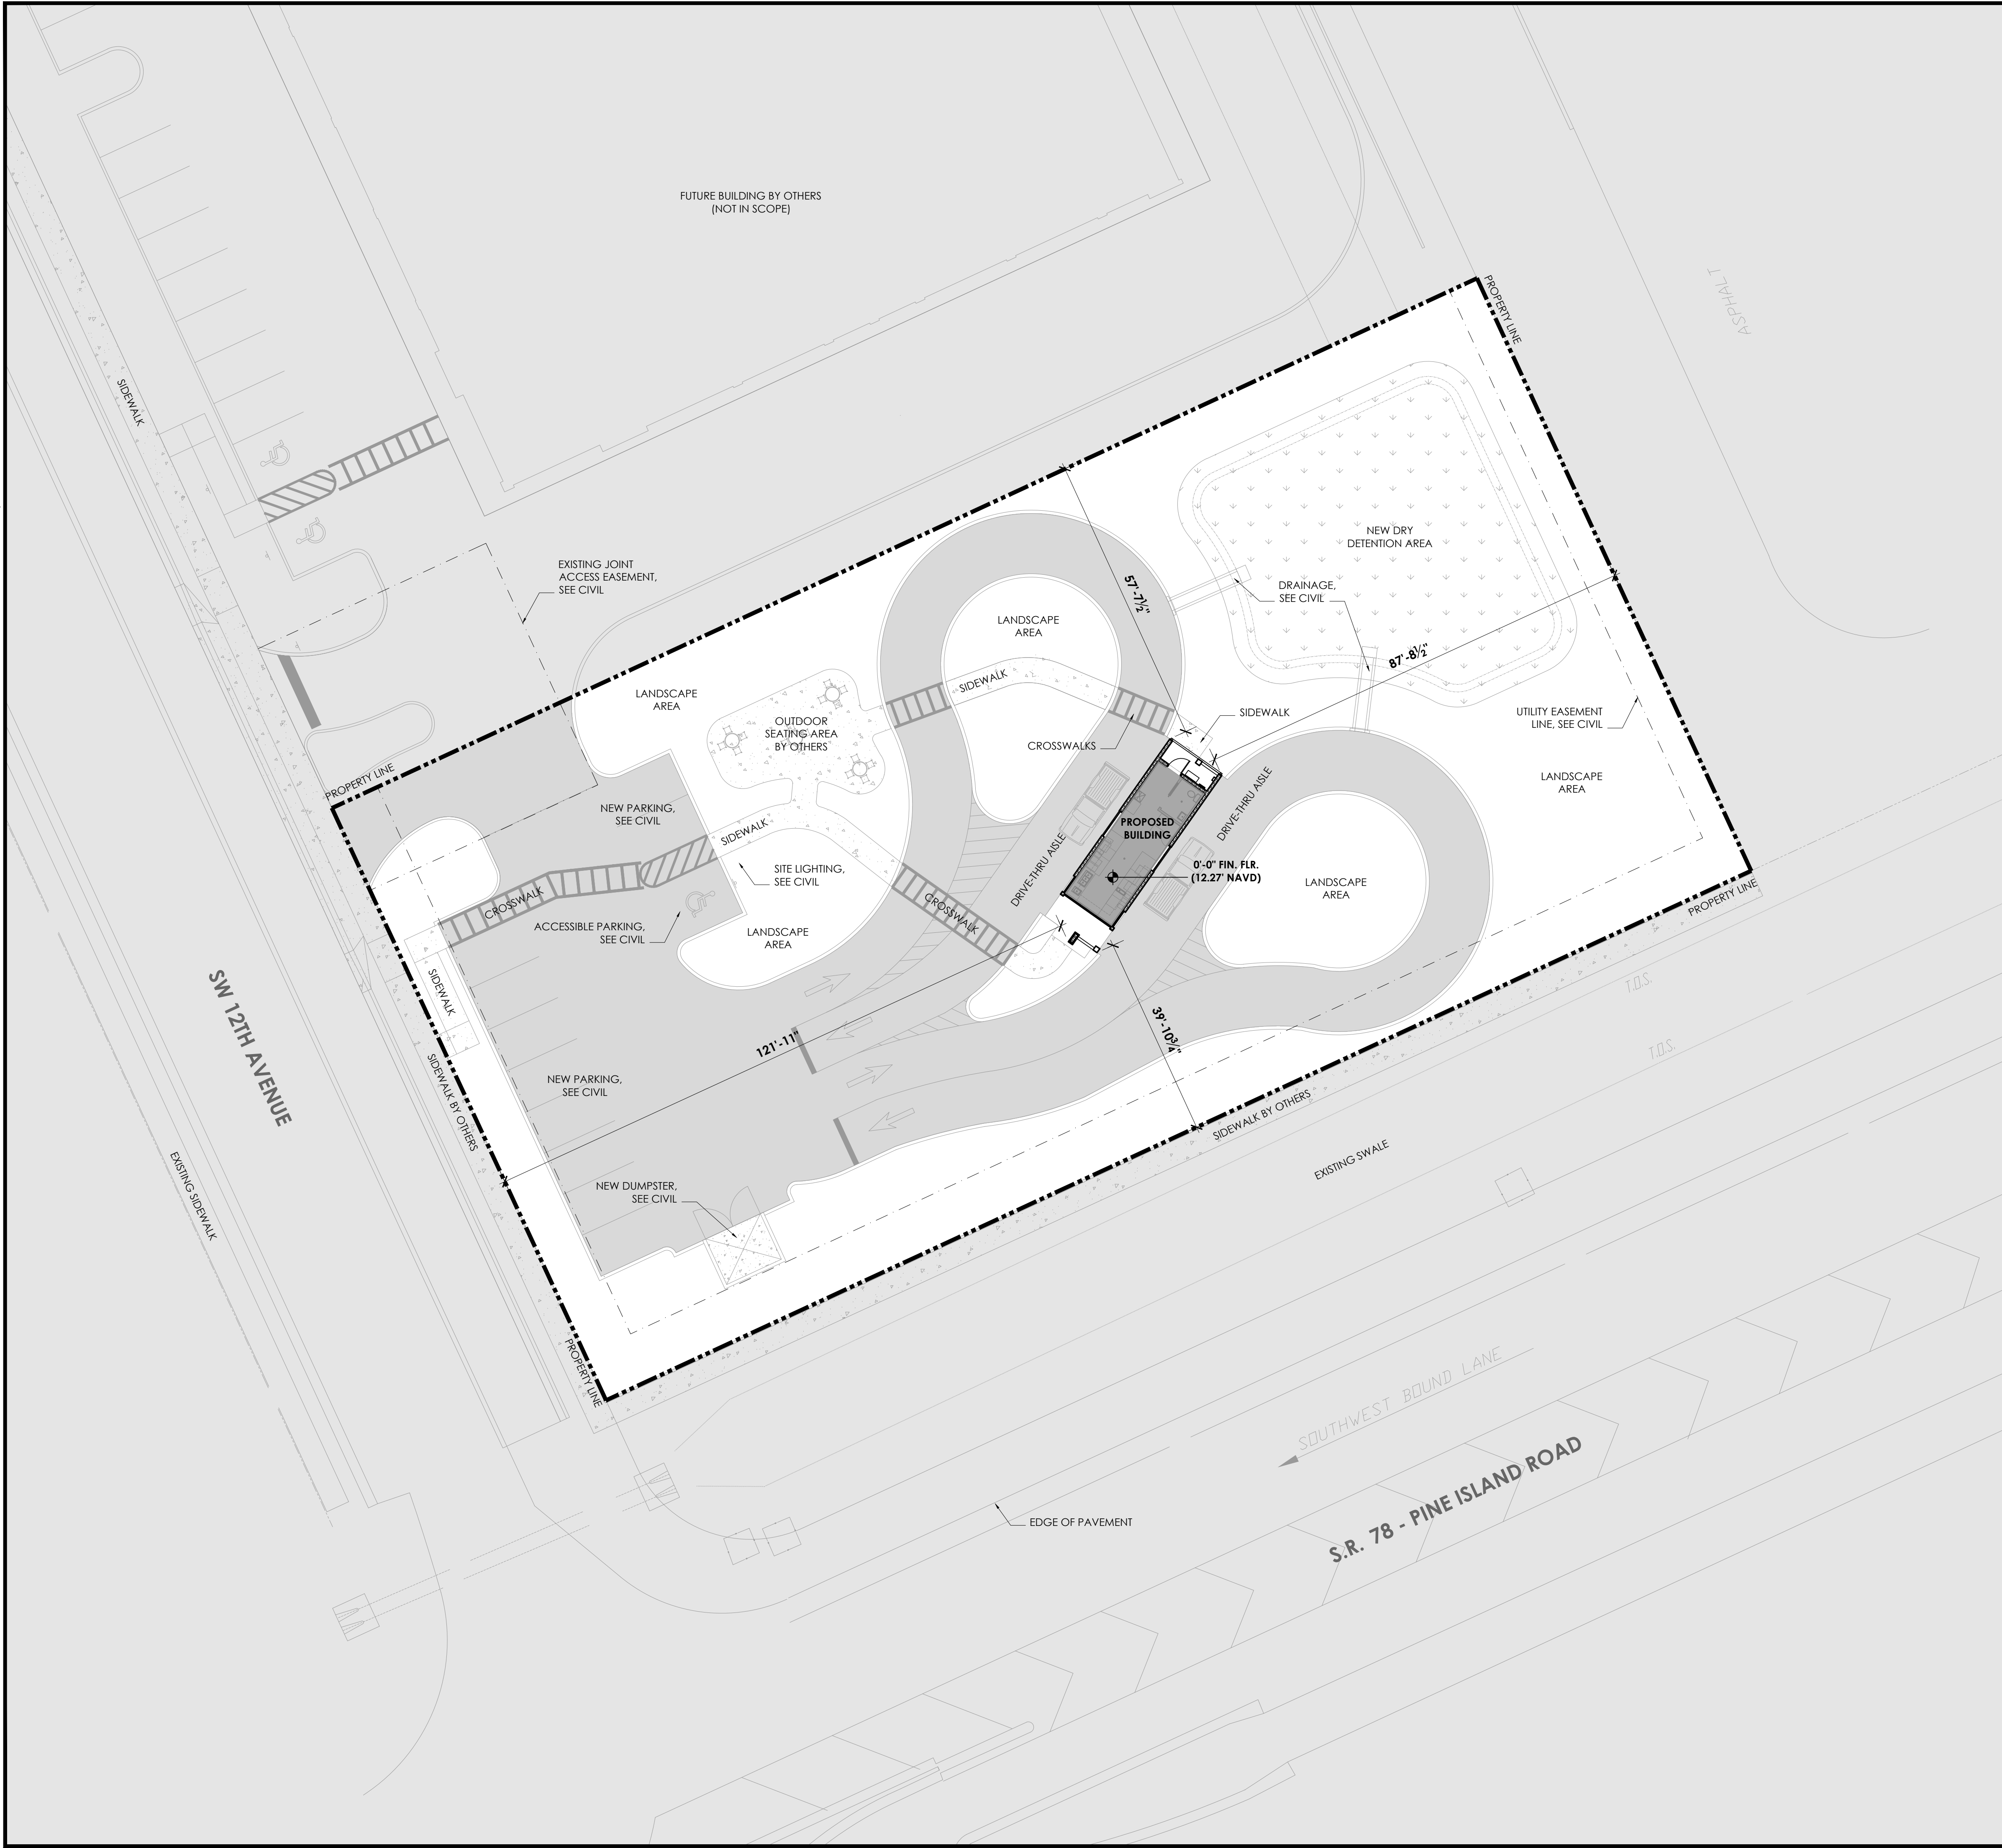 FUTURE BUILDING BY OTHERS
(NOT IN SCOPE)
ASPHALT
PROPERTY LINE
SIDEWALK
NEW DRY
DETENTION AREA
EXISTING JOINT
ACCESS EASEMENT,
SEE CIVIL
57'-7½"
DRAINAGE,
SEE CIVIL
LANDSCAPE
AREA
87'-8½"
SIDEWALK
LANDSCAPE
AREA
OUTDOOR
SEATING AREA
BY OTHERS
SIDEWALK
UTILITY EASEMENT
LINE, SEE CIVIL
CROSSWALKS
PROPERTY LINE
LANDSCAPE
AREA
NEW PARKING,
SEE CIVIL
DRIVE-THRU AISLE
PROPOSED
BUILDING
SIDEWALK
DRIVE-THRU AISLE
0'-0" FIN. FLR.
(12.27' NAVD)
SITE LIGHTING,
SEE CIVIL
LANDSCAPE
AREA
PROPERTY LINE
CROSSWALK
CROSSWALK
ACCESSIBLE PARKING,
SEE CIVIL
LANDSCAPE
AREA
SIDEWALK
T.O.S.
SW 12TH AVENUE
121'-11"
39'-10¾"
T.O.S.
NEW PARKING,
SEE CIVIL
SIDEWALK BY OTHERS
SIDEWALK BY OTHERS
EXISTING SWALE
EXISTING SIDEWALK
NEW DUMPSTER,
SEE CIVIL
PROPERTY LINE
SOUTHWEST BOUND LANE
S.R. 78 - PINE ISLAND ROAD
EDGE OF PAVEMENT